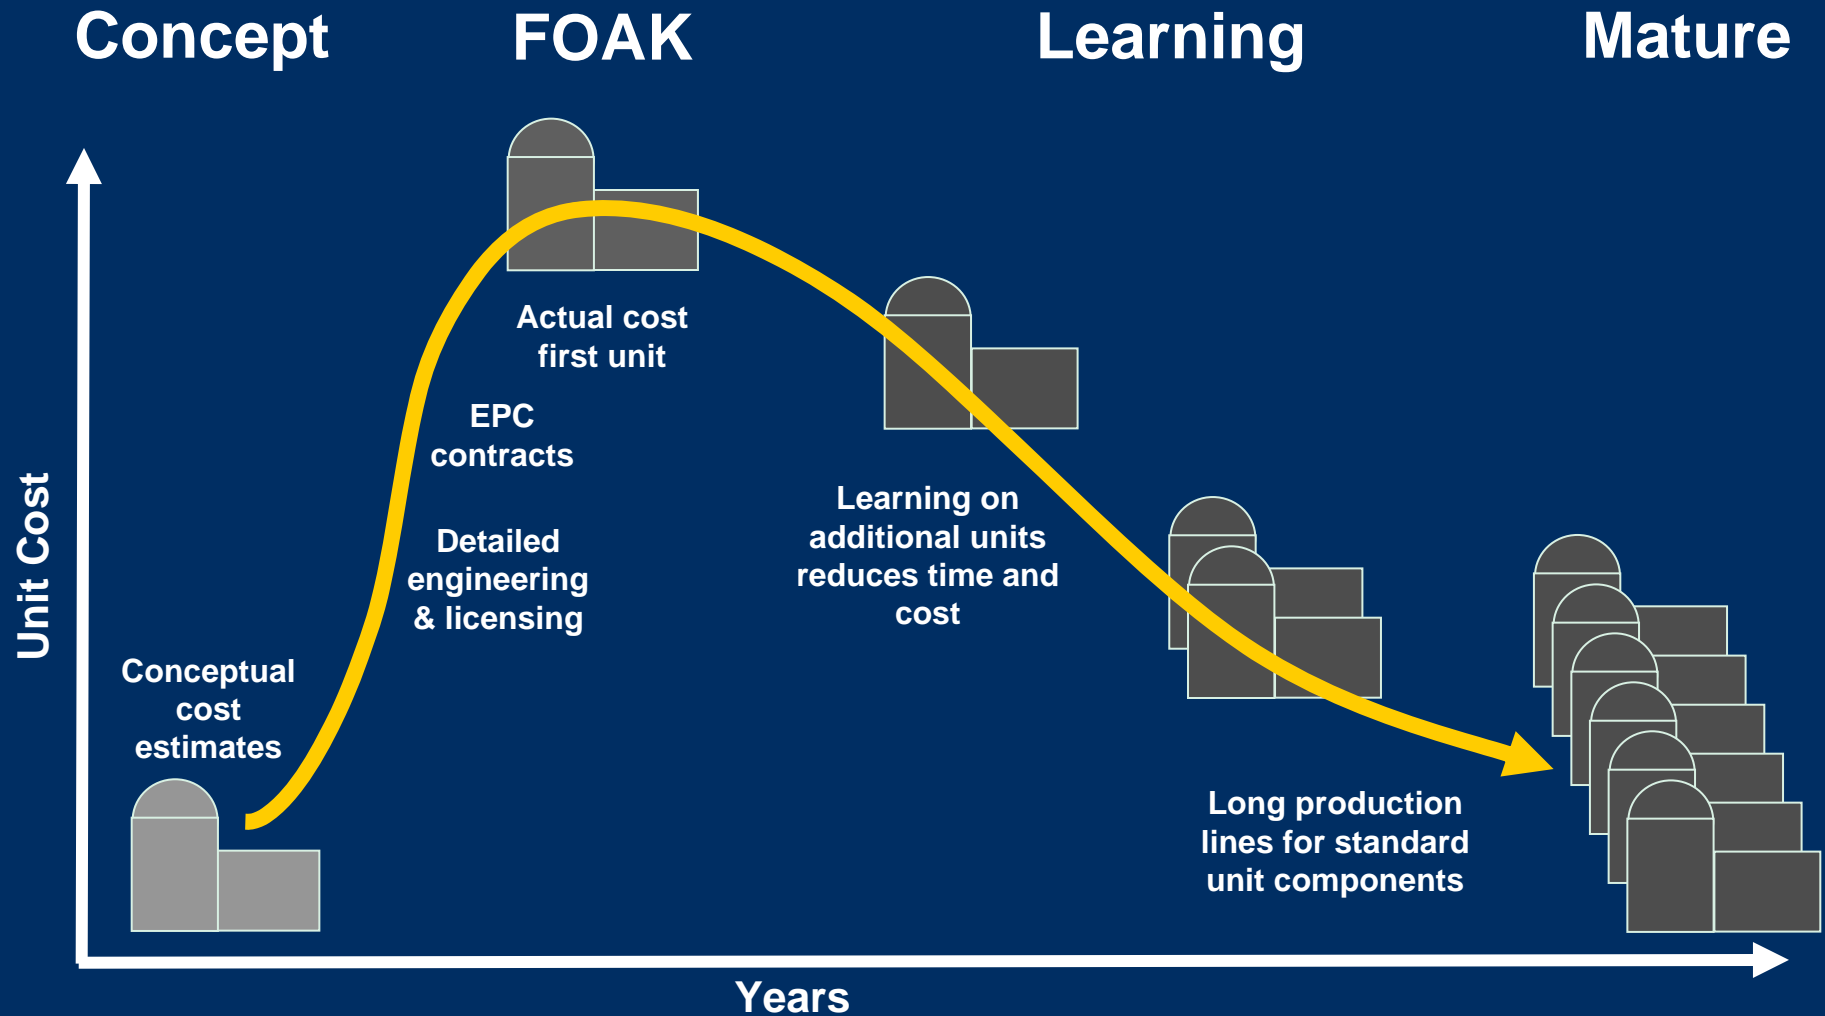 Concept
FOAK
Learning
Mature
Unit Cost
Conceptual
cost
estimates
Detailed
engineering
& licensing
EPC
contracts
Actual cost
first unit
Learning on
additional units
reduces time and
cost
Long production
lines for standard
unit components
Years